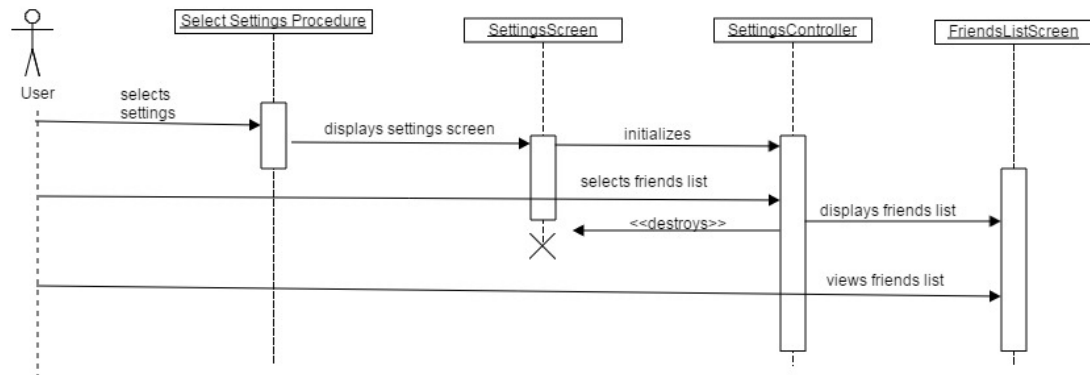 Select Settings Procedure
SettingsScreen
SettingsController
FriendsListScreen
User
selects
settings
displays settings screen
initializes
selects friends list
displays friends list
<<destroys>>
views friends list